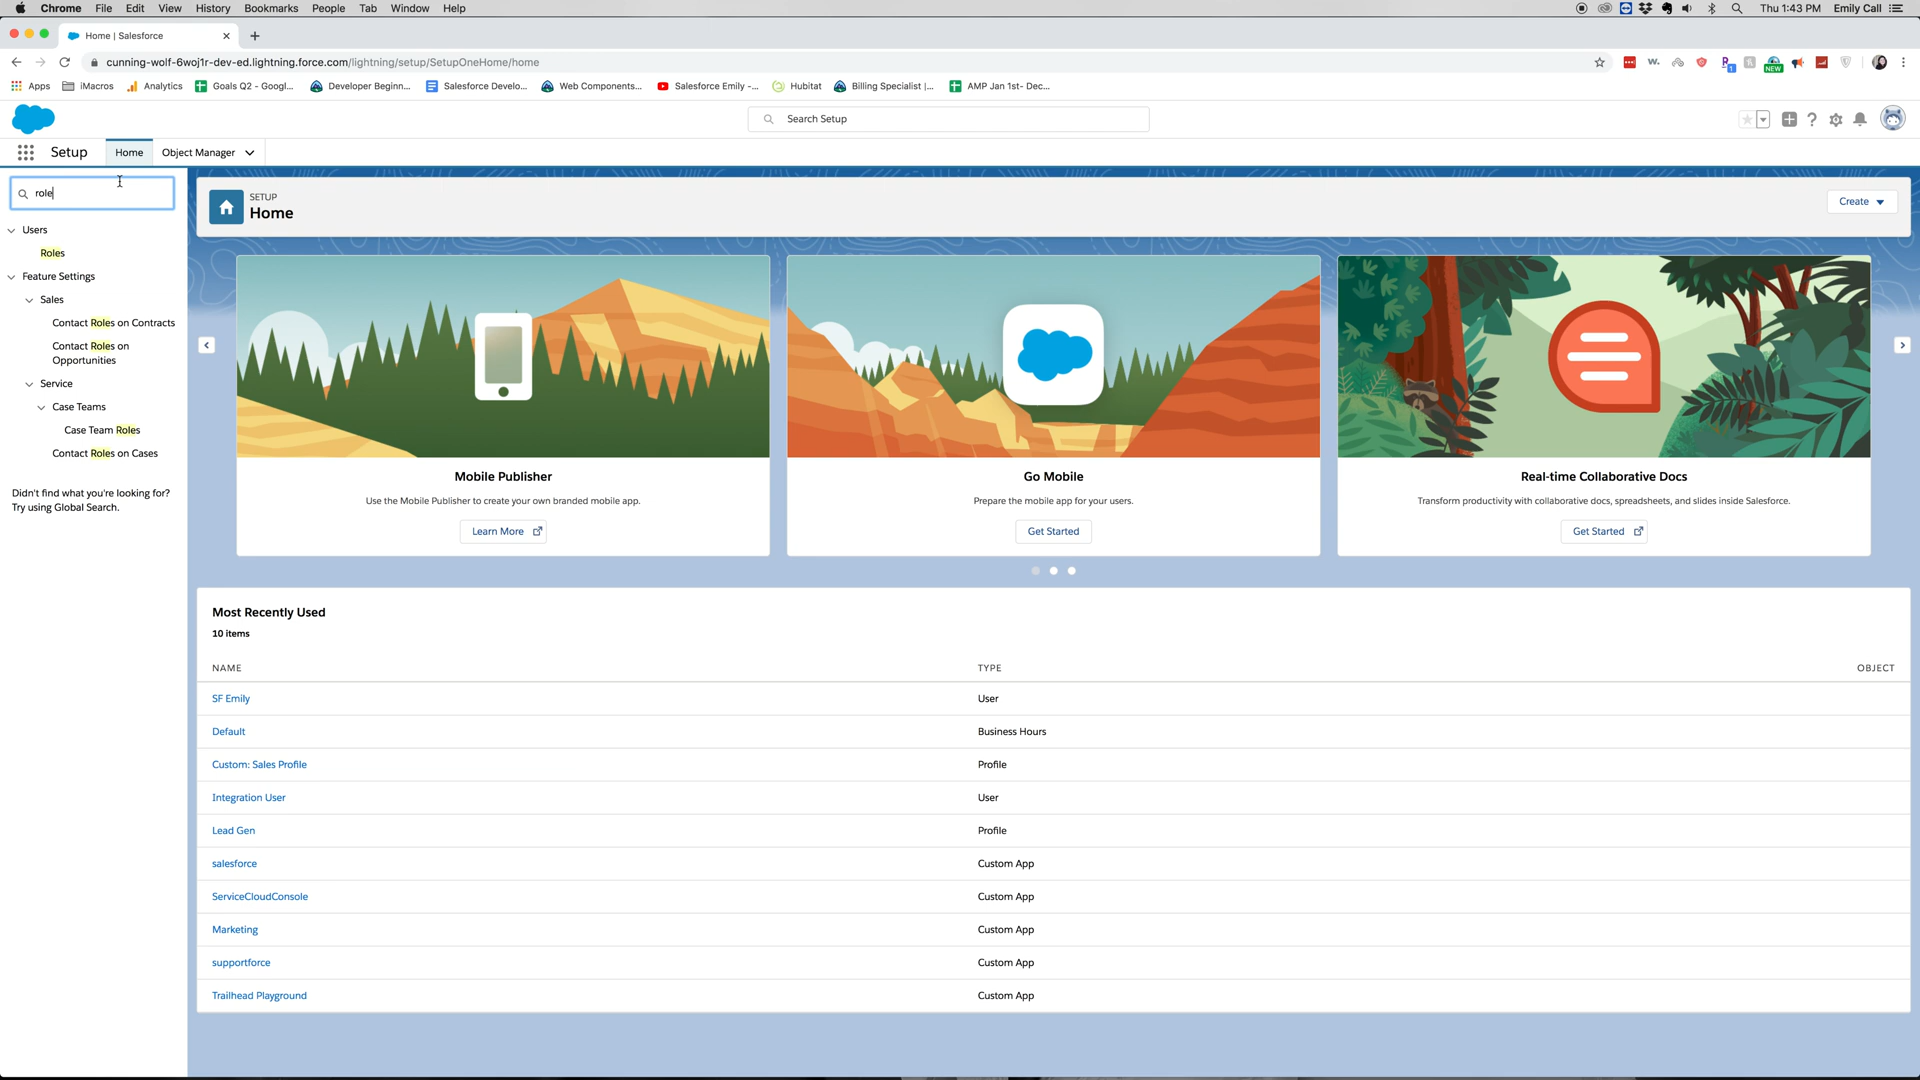 Chrome File Edit View History Bookmarks People Tab Window Help
Thu 1:43 PM Emily Call
Home | Salesforce
cunning-wolf-6woj1r-dev-ed.lightning.force.com/lightning/setup/SetupOneHome/home
Apps iMacros Analytics Goals Q2 - Googl... Developer Beginn... Salesforce Develo... Web Components... Salesforce Emily -... Hubitat Billing Specialist |... AMP Jan 1st- Dec...
NEW
Search Setup
Setup Home Object Manager
role
Users
Roles
Feature Settings
Sales
Contact Roles on Contracts
Contact Roles on
Opportunities
Service
Case Teams
Case Team Roles
Contact Roles on Cases
Didn't find what you're looking for?
Try using Global Search.
SETUP
Home
Create
Mobile Publisher
Use the Mobile Publisher to create your own branded mobile app.
Learn More
Go Mobile
Prepare the mobile app for your users.
Get Started
Real-time Collaborative Docs
Transform productivity with collaborative docs, spreadsheets, and slides inside Salesforce.
Get Started
Most Recently Used
10 items
NAME TYPE OBJECT
SF Emily User
Default Business Hours
Custom: Sales Profile Profile
Integration User User
Lead Gen Profile
salesforce Custom App
ServiceCloudConsole Custom App
Marketing Custom App
supportforce Custom App
Trailhead Playground Custom App